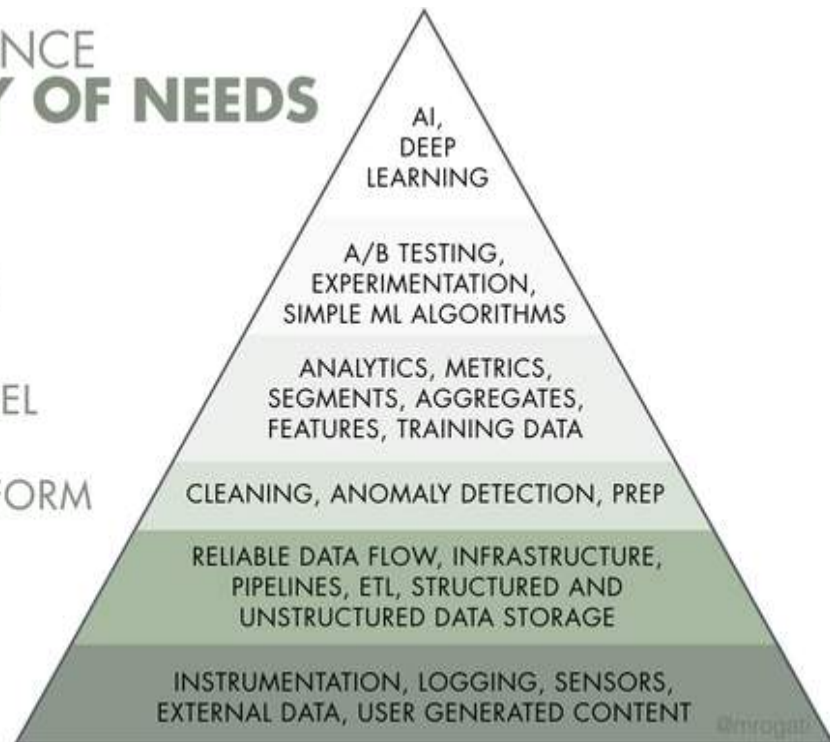 NCE
Y OF NEEDS
AI,
DEEP
LEARNING
A/B TESTING,
EXPERIMENTATION,
SIMPLE ML ALGORITHMS
EL
ANALYTICS, METRICS,
SEGMENTS, AGGREGATES,
FEATURES, TRAINING DATA
FORM
CLEANING, ANOMALY DETECTION, PREP
RELIABLE DATA FLOW, INFRASTRUCTURE,
PIPELINES, ETL, STRUCTURED AND
UNSTRUCTURED DATA STORAGE
INSTRUMENTATION, LOGGING, SENSORS,
EXTERNAL DATA, USER GENERATED CONTENT
@mrogati